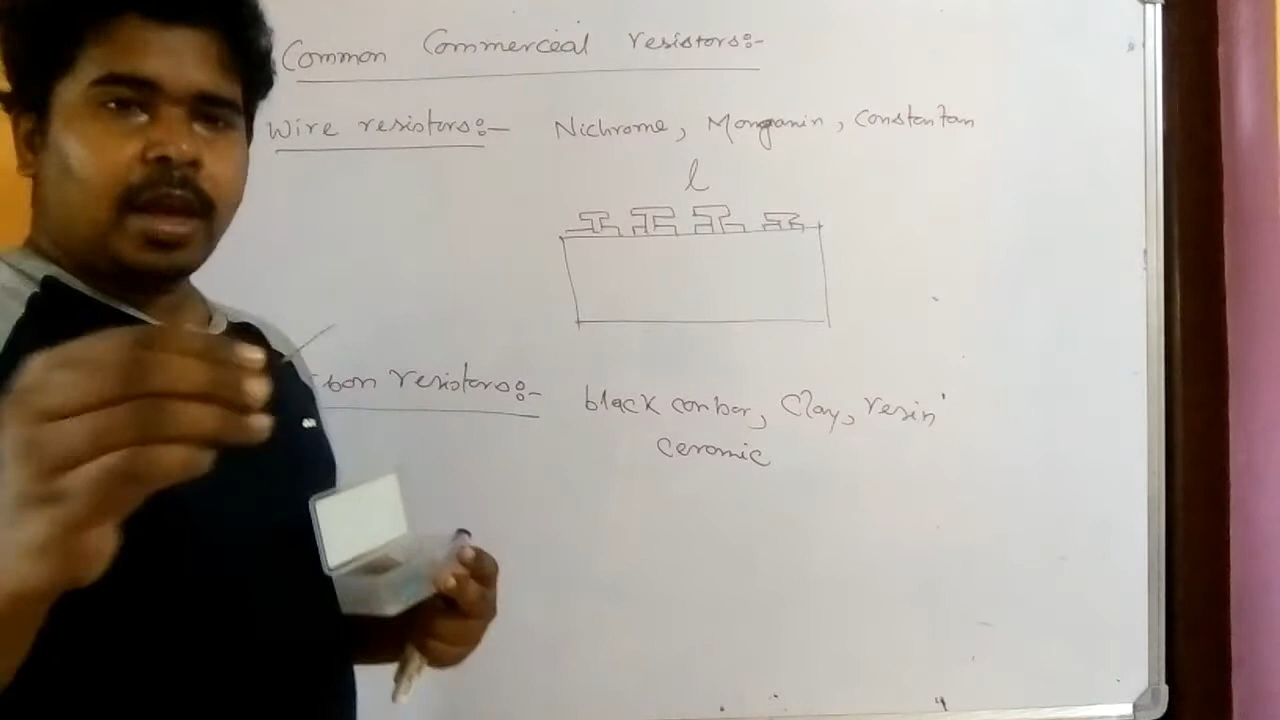 Common Commercial resistors:-
Wire resistors:- Nichrome, Manganin, Constantan
l
bon resistors:- black carbon, Clay, resin
Ceramic